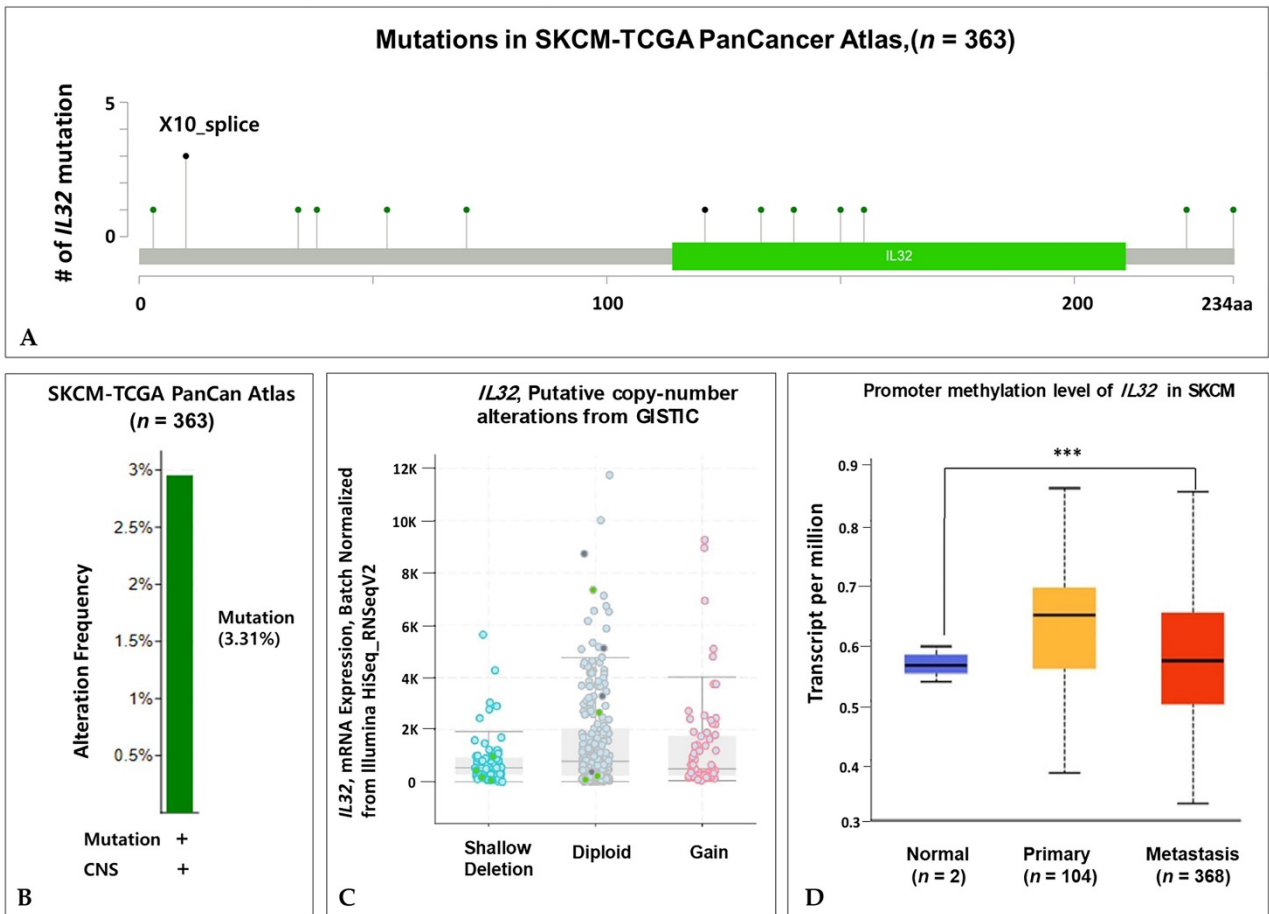 Mutations in SKCM-TCGA PanCancer Atlas,(n = 363)
# of IL32 mutation
5
0
X10_splice
IL32
0
100
200
234aa
A
SKCM-TCGA PanCan Atlas
(n = 363)
Alteration Frequency
3%
2.5%
2%
1.5%
1%
0.5%
Mutation
(3.31%)
Mutation +
CNS +
B
IL32, Putative copy-number
alterations from GISTIC
IL32, mRNA Expression, Batch Normalized
from Illumina HiSeq_RNSeqV2
12K
10K
8K
6K
4K
2K
0
Shallow
Deletion
Diploid
Gain
C
Promoter methylation level of IL32 in SKCM
Transcript per million
0.9
0.8
0.7
0.6
0.5
0.4
0.3
***
Normal
(n = 2)
Primary
(n = 104)
Metastasis
(n = 368)
D